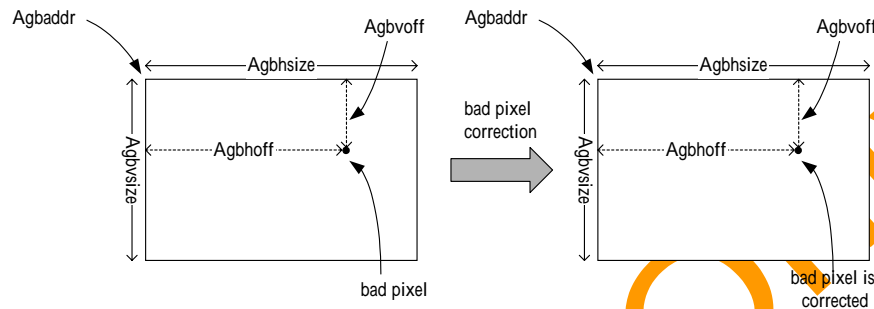 Agbaddr
Agbvoff
Agbhsize
Agbvsize
Agbhoff
bad pixel
bad pixel
correction
Agbaddr
Agbvoff
Agbhsize
Agbvsize
Agbhoff
bad pixel is
corrected